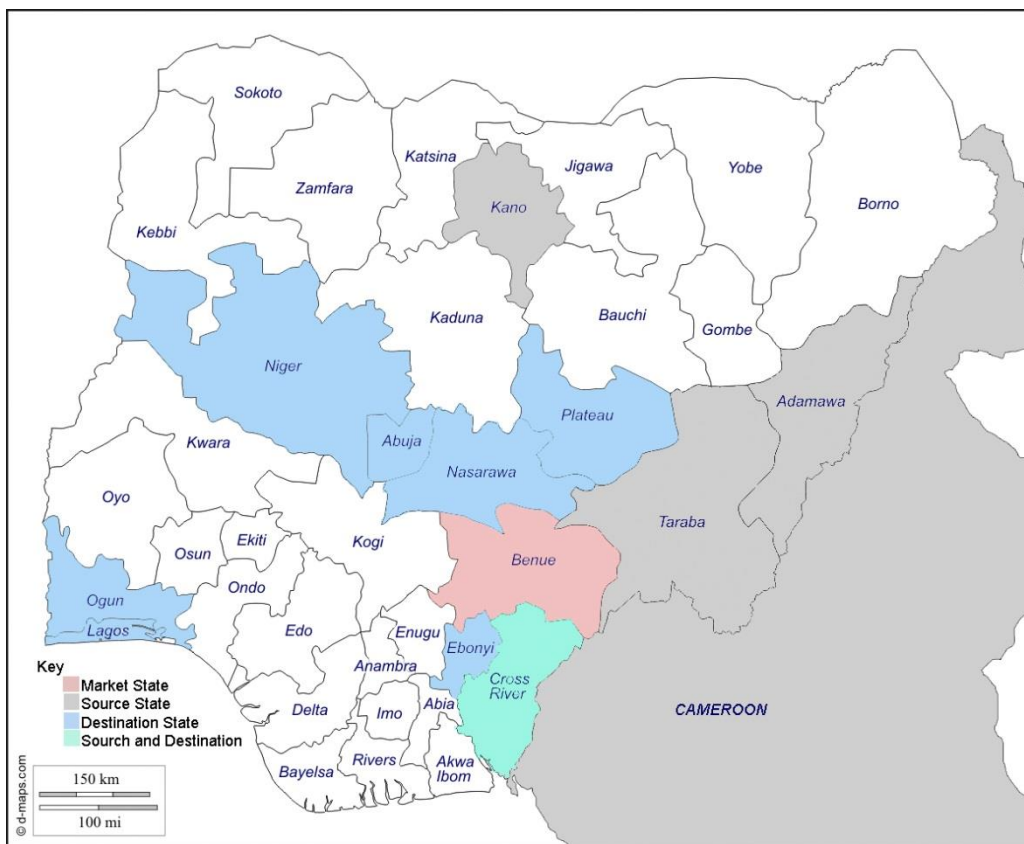 Sokoto
Katsina
Jigawa
Yobe
Zamfara
Kano
Borno
Kebbi
Kaduna
Bauchi
Gombe
Niger
Adamawa
Plateau
Abuja
Kwara
Nasarawa
Oyo
Taraba
Ekiti
Kogi
Osun
Benue
Ondo
Ogun
Lagos
Edo
Enugu
Ebonyi
Anambra
Cross
River
Key
Market State
Source State
Destination State
Sourch and Destination
Delta
Imo
Abia
CAMEROON
Rivers
Akwa
Ibom
Bayelsa
150 km
100 mi
© d-maps.com